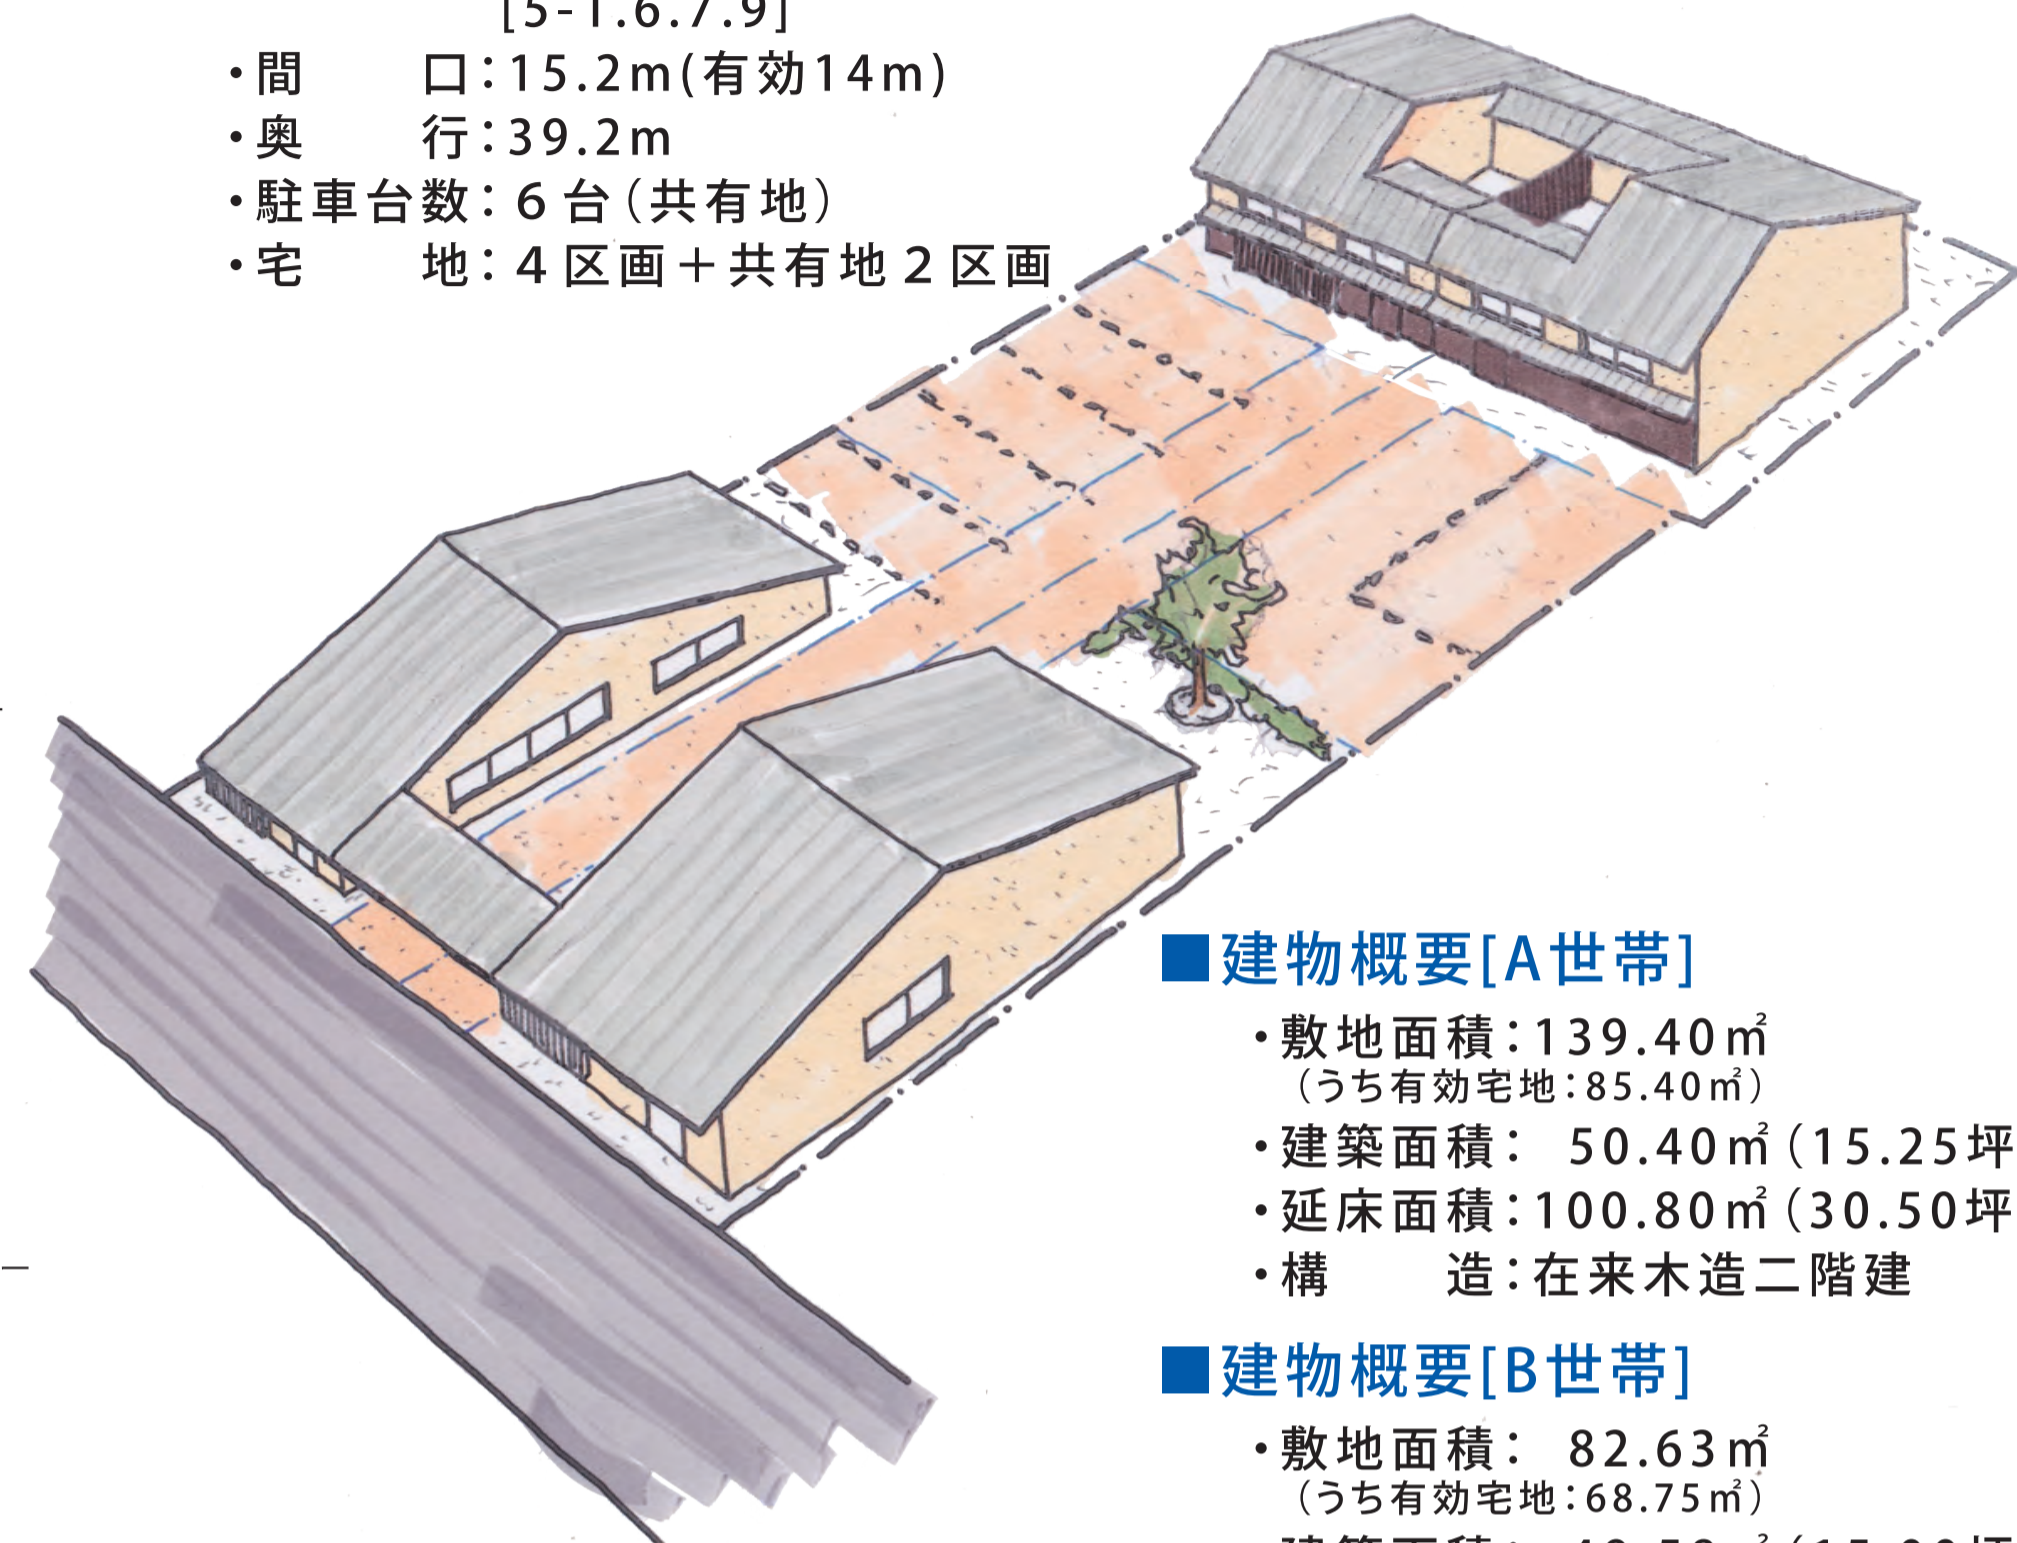 [5-1.6.7.9]
・間　　口：15.2m(有効14m)
・奥　　行：39.2m
・駐車台数：6台（共有地）
・宅　　地：4区画＋共有地2区画
■建物概要[A世帯]
・敷地面積：139.40㎡
（うち有効宅地：85.40㎡）
・建築面積： 50.40㎡（15.25坪
・延床面積：100.80㎡（30.50坪
・構　　造：在来木造二階建
■建物概要[B世帯]
・敷地面積： 82.63㎡
（うち有効宅地：68.75㎡）